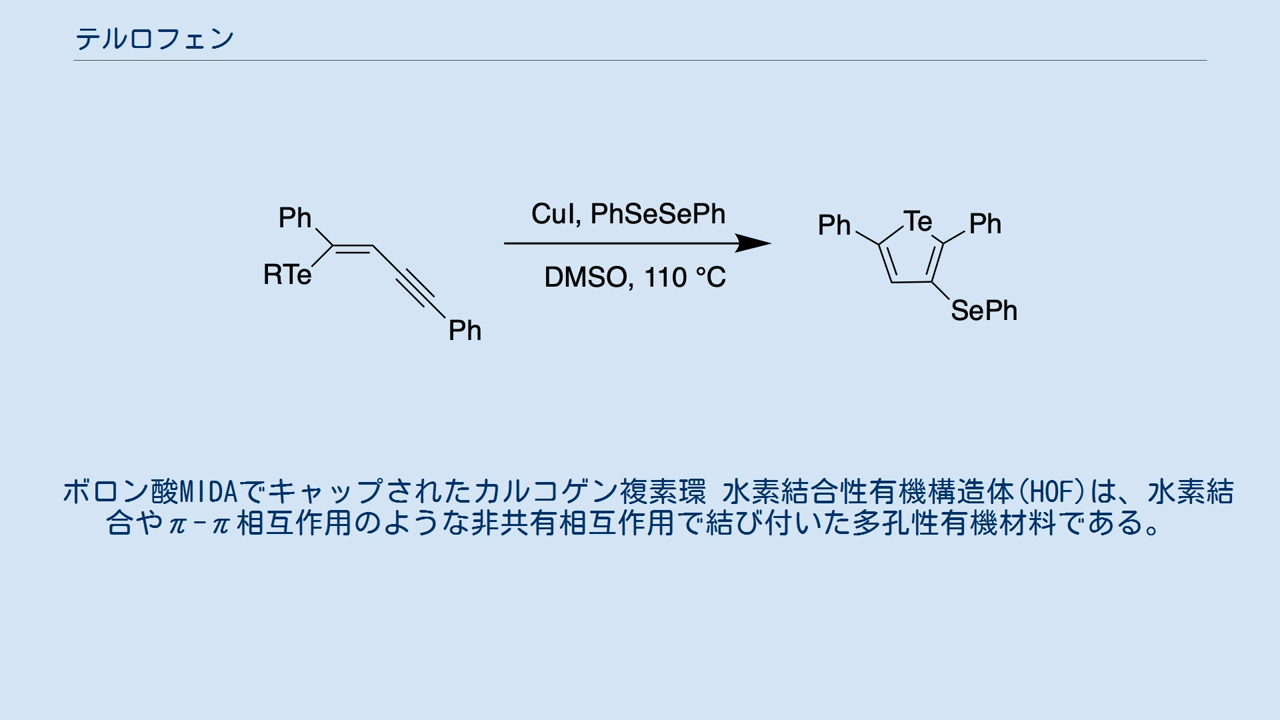 テルロフェン
Ph
RTe
Ph
CuI, PhSeSePh
DMSO, 110 °C
Ph
Te
Ph
SePh
ボロン酸MIDAでキャップされたカルコゲン複素環 水素結合性有機構造体(HOF)は、水素結
合やπ-π相互作用のような非共有相互作用で結び付いた多孔性有機材料である。